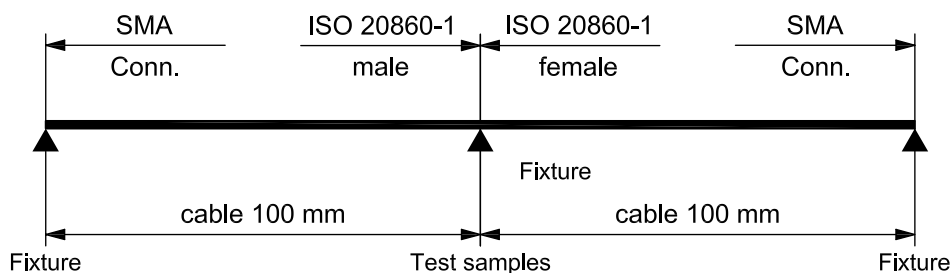 SMA ISO 20860-1 ISO 20860-1 SMA
Conn. male female Conn.
Fixture
cable 100 mm cable 100 mm
Fixture Test samples Fixture